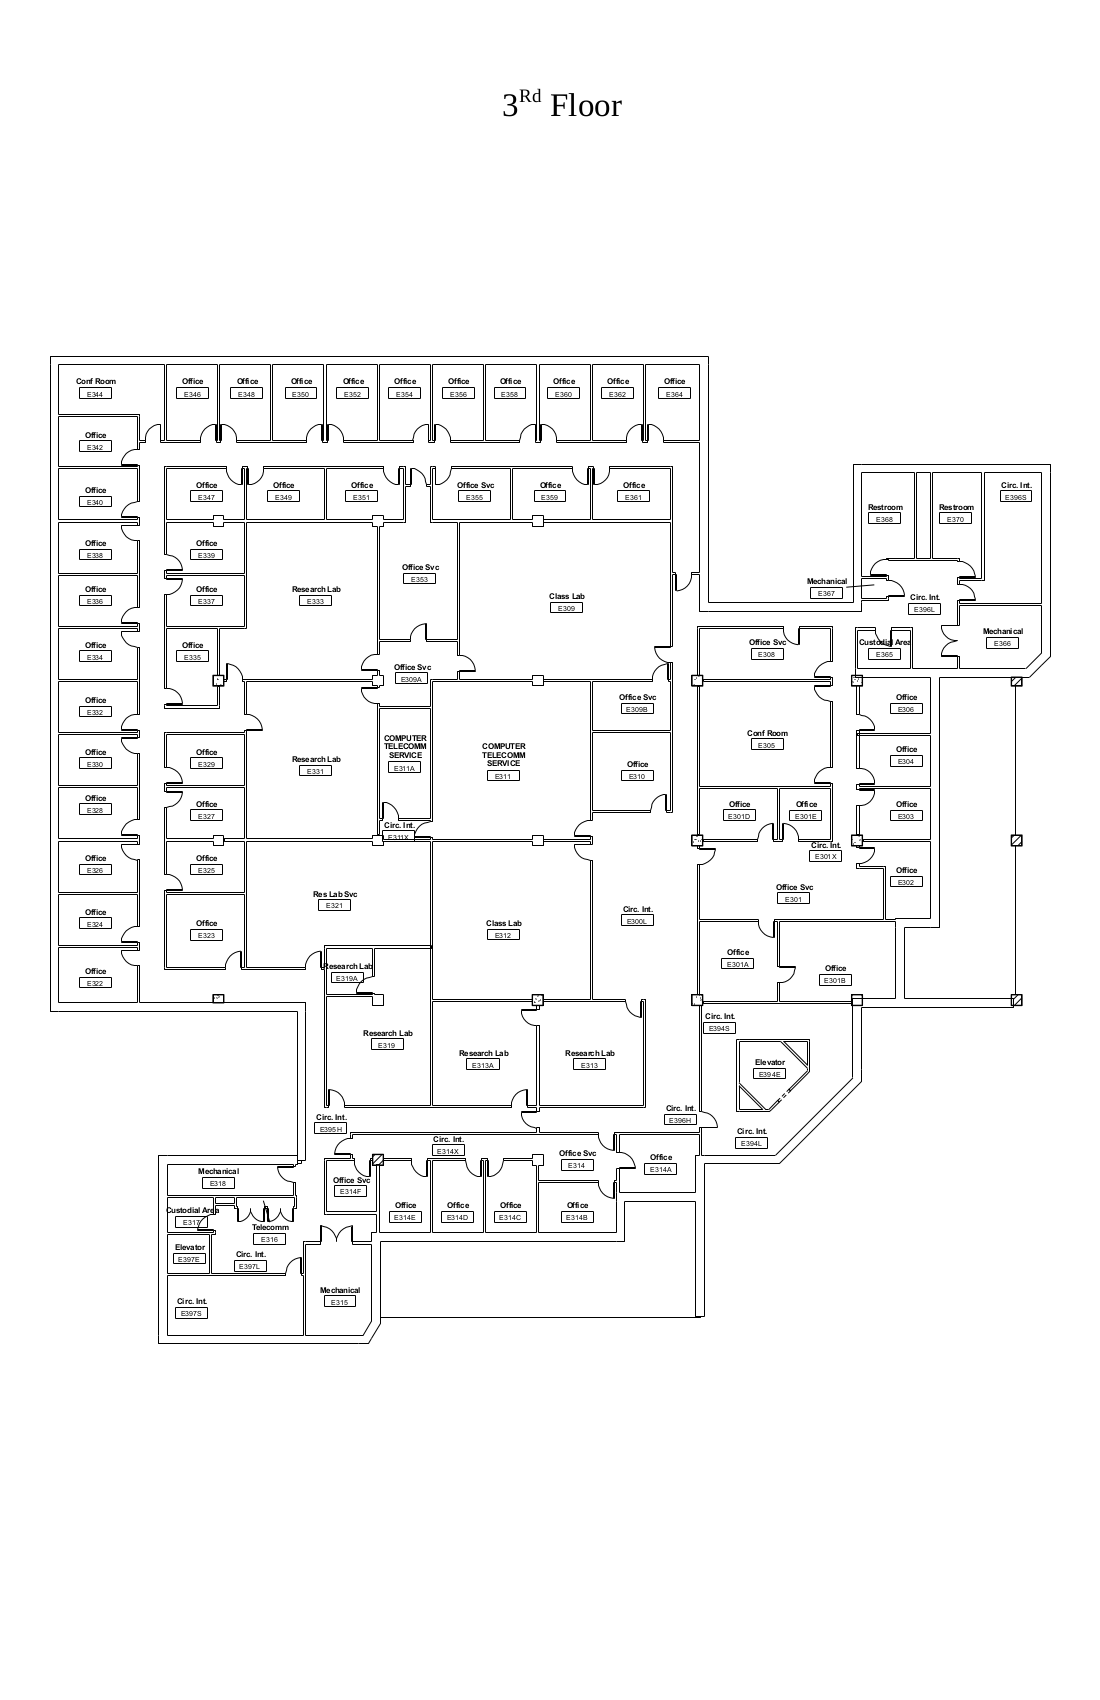 3Rd Floor
Conf Room
E344
Office
E346
Office
E348
Office
E350
Office
E352
Office
E354
Office
E356
Office
E358
Office
E360
Office
E362
Office
E364
Office
E342
Office
E340
Office
E347
Office
E349
Office
E351
Office Svc
E355
Office
E359
Office
E361
Circ. Int.
E396S
Restroom
E368
Restroom
E370
Office
E338
Office
E339
Office Svc
E353
Mechanical
E367
Circ. Int.
E396L
Office
E336
Office
E337
Research Lab
E333
Class Lab
E309
Mechanical
E366
Office
E334
Office
E335
Office Svc
E309A
Office Svc
E308
Custodial Area
E365
Office
E332
Office Svc
E309B
Office
E306
Office
E330
Office
E329
Research Lab
E331
COMPUTER
TELECOMM
SERVICE
E311A
COMPUTER
TELECOMM
SERVICE
E311
Office
E310
Conf Room
E305
Office
E304
Office
E328
Office
E327
Circ. Int.
E311X
Office
E301D
Office
E301E
Office
E303
Circ. Int.
E301X
Office
E326
Office
E325
Res Lab Svc
E321
Office Svc
E301
Office
E302
Office
E324
Office
E323
Class Lab
E312
Circ. Int.
E300L
Office
E322
Research Lab
E319A
Office
E301A
Office
E301B
Circ. Int.
E394S
Research Lab
E319
Research Lab
E313A
Research Lab
E313
Elevator
E394E
Circ. Int.
E395H
Circ. Int.
E396H
Circ. Int.
E394L
Circ. Int.
E314X
Office Svc
E314
Office
E314A
Mechanical
E318
Office Svc
E314F
Office
E314E
Office
E314D
Office
E314C
Office
E314B
Custodial Area
E317
Telecomm
E316
Elevator
E397E
Circ. Int.
E397L
Circ. Int.
E397S
Mechanical
E315